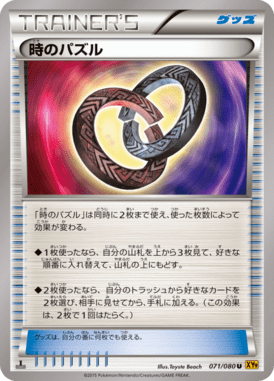 TRAINER'S グッズ
時のパズル
「時のパズル」は同時に2枚まで使え、使った枚数によって
効果が変わる。
◆1枚使ったなら、自分の山札を上から3枚見て、好きな
順番に入れ替えて、山札の上にもどす。
◆2枚使ったなら、自分のトラッシュから好きなカードを
2枚選び、相手に見せてから、手札に加える。(この効果は、
2枚で1回だけはたらく。)
グッズは、自分の番に何枚でも使える。
Illus. Toyste Beach 071/080 U XY
©2015 Pokémon/Nintendo/Creatures/GAME FREAK.